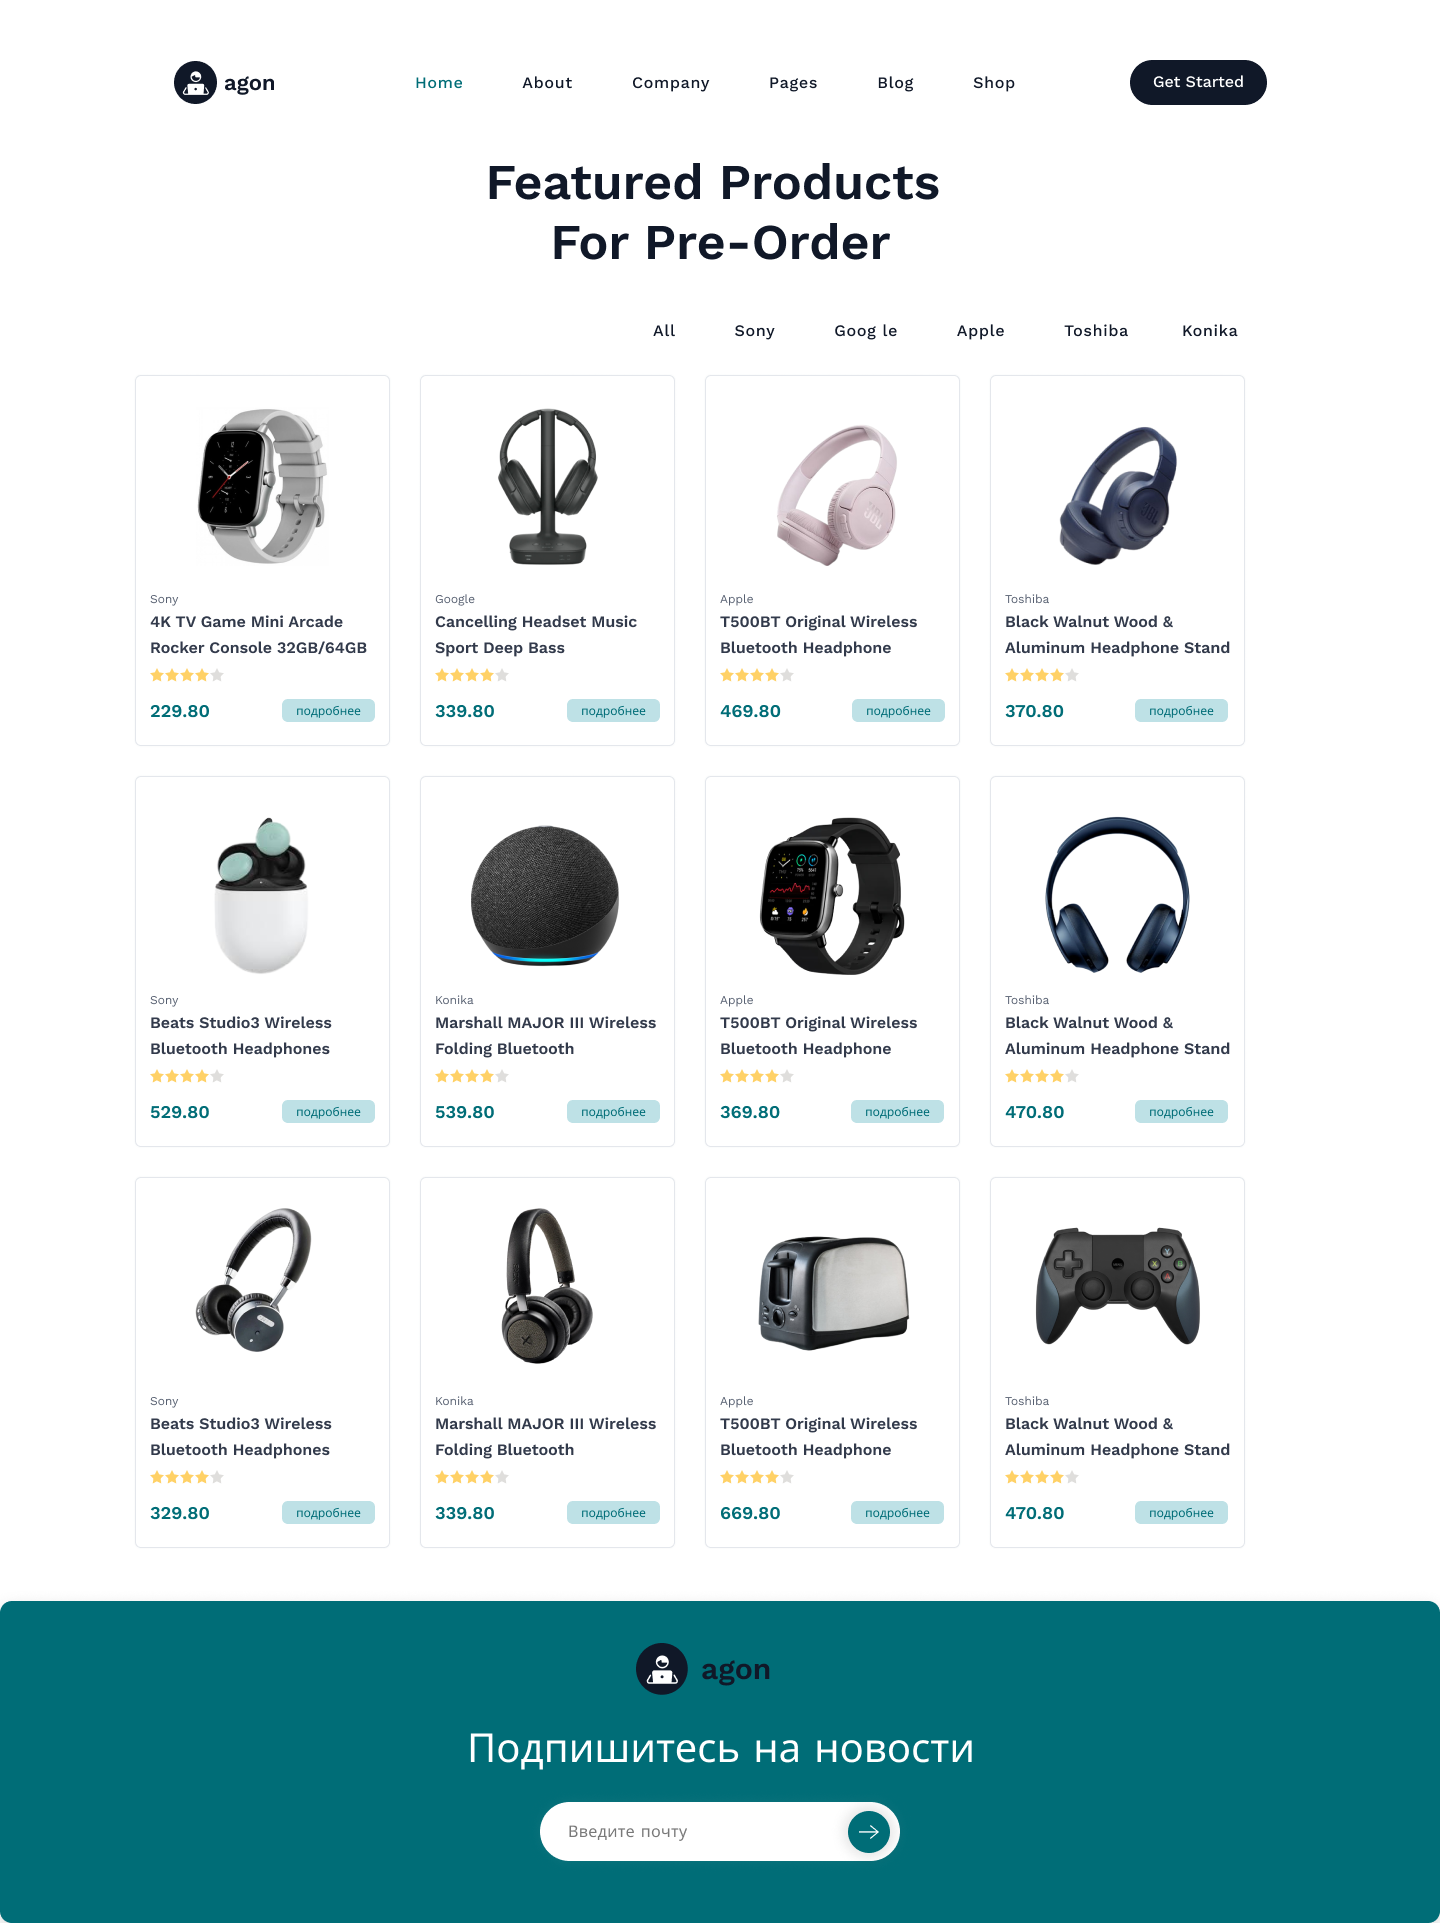 agon
Home About Company Pages Blog Shop
Get Started
Featured Products
For Pre-Order
All Sony Goog le Apple Toshiba Konika
Sony
4K TV Game Mini Arcade
Rocker Console 32GB/64GB
229.80 подробнее
Google
Cancelling Headset Music
Sport Deep Bass
339.80 подробнее
JBL
Apple
T500BT Original Wireless
Bluetooth Headphone
469.80 подробнее
JBL
Toshiba
Black Walnut Wood &
Aluminum Headphone Stand
370.80 подробнее
Sony
Beats Studio3 Wireless
Bluetooth Headphones
529.80 подробнее
Konika
Marshall MAJOR III Wireless
Folding Bluetooth
539.80 подробнее
Apple
T500BT Original Wireless
Bluetooth Headphone
369.80 подробнее
Toshiba
Black Walnut Wood &
Aluminum Headphone Stand
470.80 подробнее
Sony
Beats Studio3 Wireless
Bluetooth Headphones
329.80 подробнее
Konika
Marshall MAJOR III Wireless
Folding Bluetooth
339.80 подробнее
Apple
T500BT Original Wireless
Bluetooth Headphone
669.80 подробнее
Toshiba
Black Walnut Wood &
Aluminum Headphone Stand
470.80 подробнее
agon
Подпишитесь на новости
Введите почту